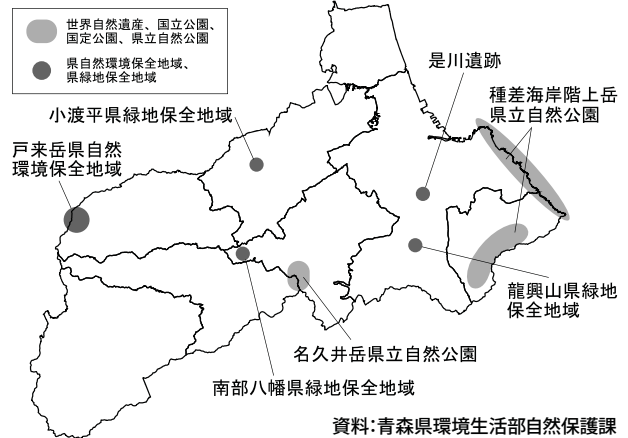 世界自然遺産、国立公園、
国定公園、県立自然公園
県自然環境保全地域、
県緑地保全地域
是川遺跡
種差海岸階上岳
県立自然公園
小渡平県緑地保全地域
戸来岳県自然
環境保全地域
龍興山県緑地
保全地域
名久井岳県立自然公園
南部八幡県緑地保全地域
資料:青森県環境生活部自然保護課